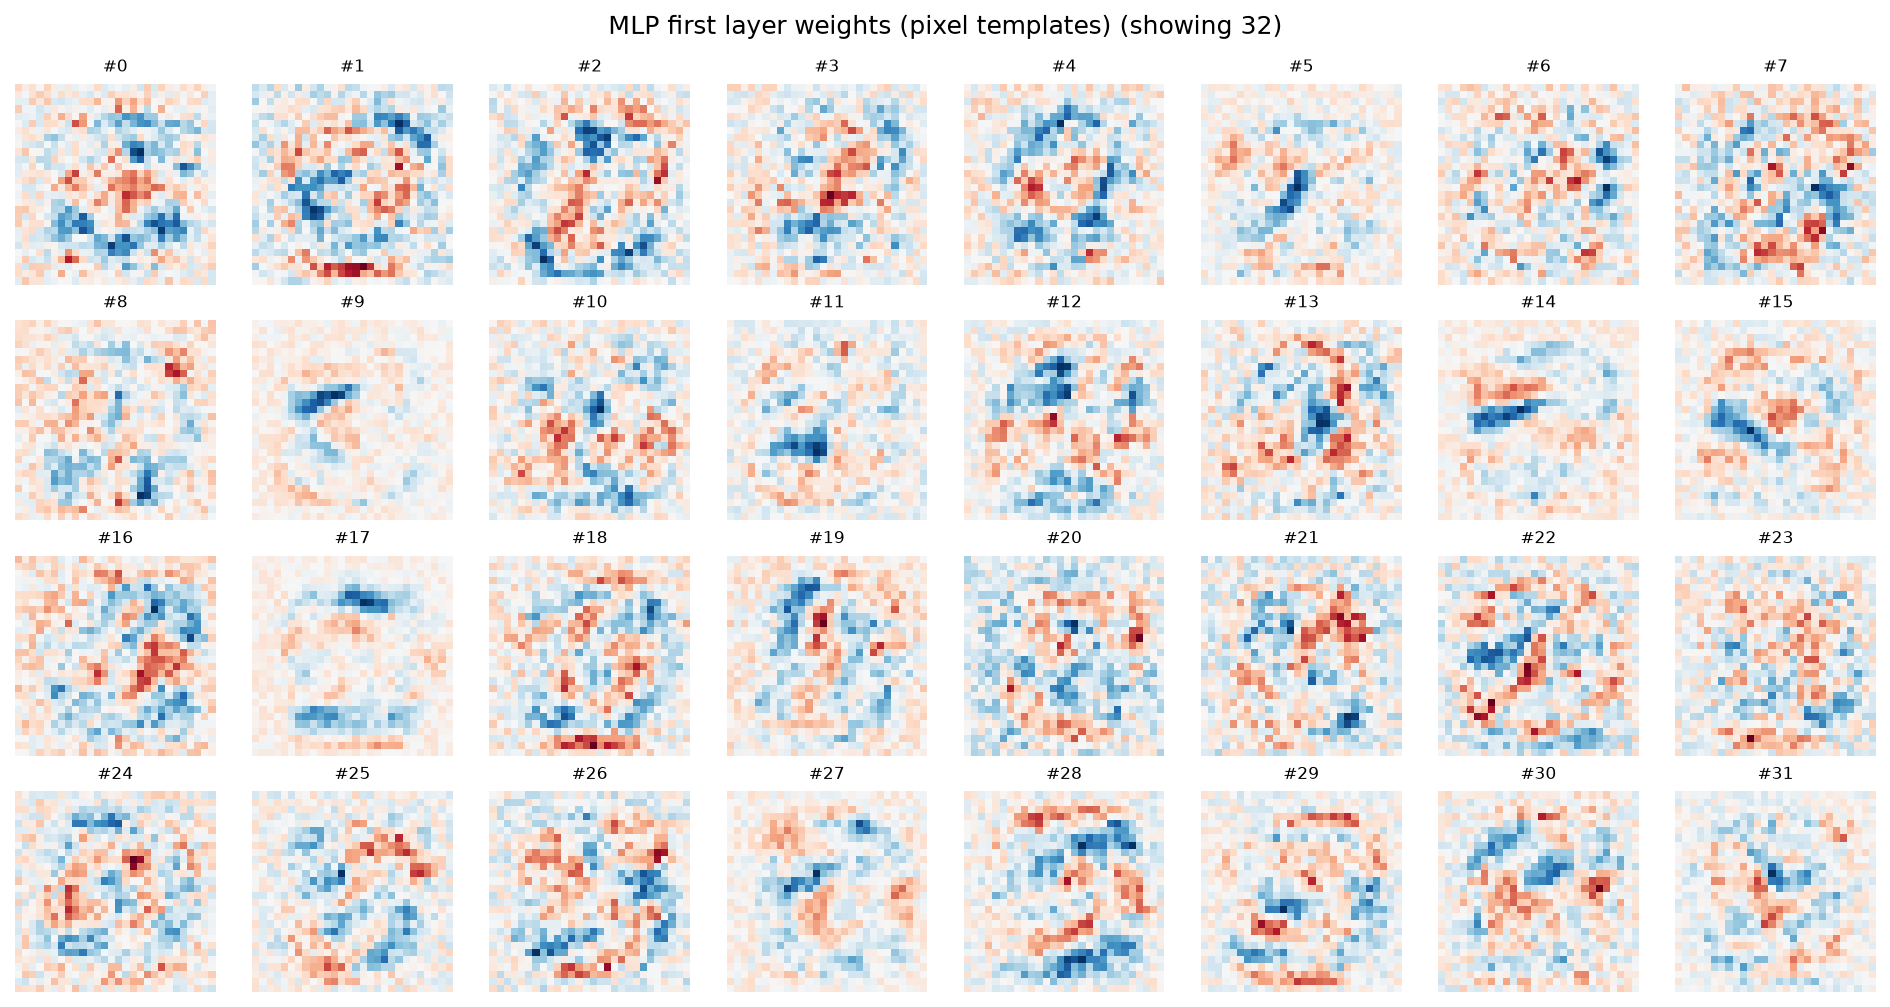 MLP first layer weights (pixel templates) (showing 32)
#0 #1 #2 #3 #4 #5 #6 #7
#8 #9 #10 #11 #12 #13 #14 #15
#16 #17 #18 #19 #20 #21 #22 #23
#24 #25 #26 #27 #28 #29 #30 #31